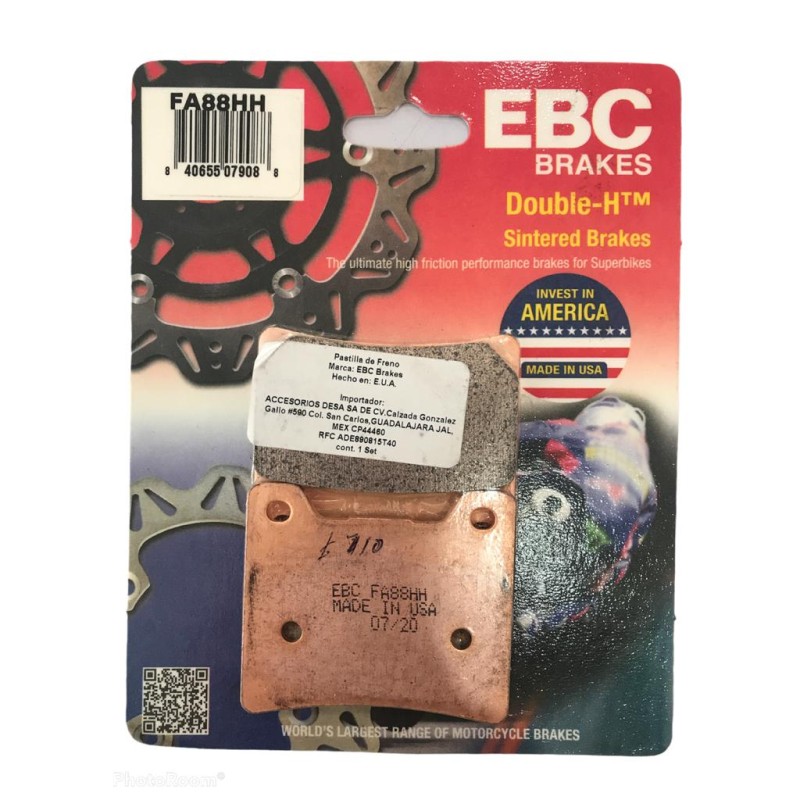 FA88HH
8 40655 07908 8
EBC
BRAKES
Double-H™
Sintered Brakes
The ultimate high friction performance brakes for Superbikes
INVEST IN
AMERICA
MADE IN USA
Pastilla de Freno
Marca: EBC Brakes
Hecho en: E.U.A.
Importador:
ACCESORIOS DESA SA DE CV.Calzada Gonzalez
Gallo #590 Col. San Carlos,GUADALAJARA JAL,
MEX CP44460
RFC ADE890815T40
cont. 1 Set
EBC FA88HH
MADE IN USA
07/20
WORLD'S LARGEST RANGE OF MOTORCYCLE BRAKES
PhotoRoom